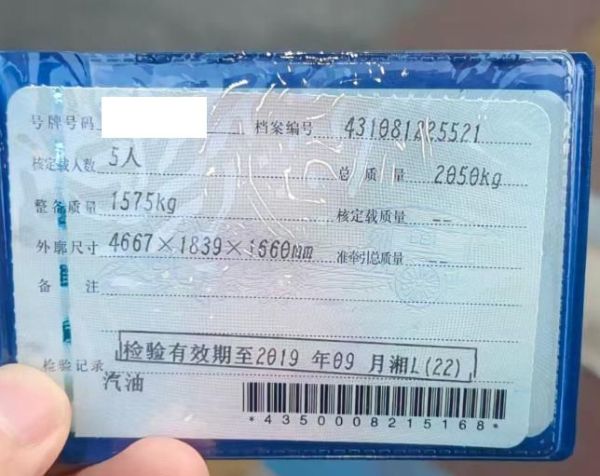 号牌号码 档案编号 431081225521
核定载人数 5人 总质量 2050kg
整备质量 1575kg 核定载质量 --
外廓尺寸 4667×1839×1660mm 准牵引总质量 --
备注
检验记录 检验有效期至2019年09月湘L(22)
汽油
*4350008215168*